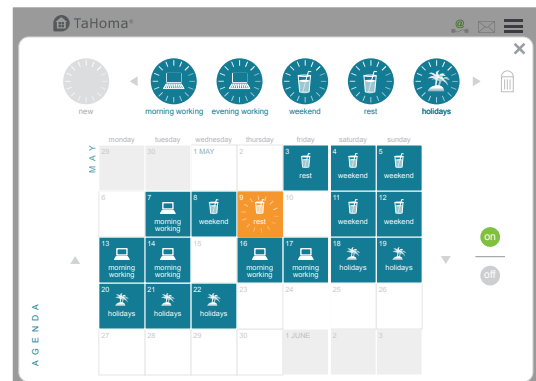 TaHoma®
@
new
morning working
evening working
weekend
rest
holidays
MAY
monday tuesday wednesday thursday friday saturday sunday
29 30 1 MAY 2 3 4 5
rest weekend weekend
6 7 8 9 10 11 12
morning working weekend rest weekend weekend
13 14 15 16 17 18 19
morning working morning working morning working morning working holidays holidays
20 21 22 23 24 25 26
holidays holidays holidays
27 28 29 30 1 JUNE 2 3
on
off
AGENDA